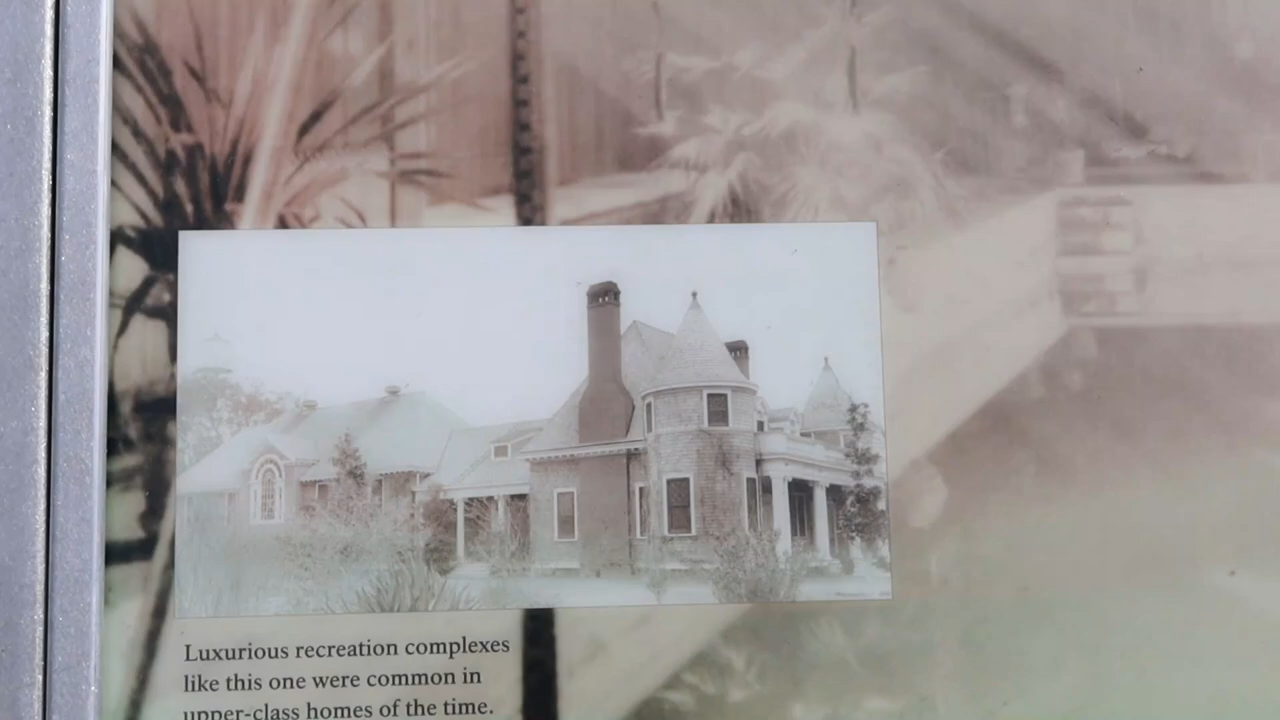 Luxurious recreation complexes
like this one were common in
upper-class homes of the time.